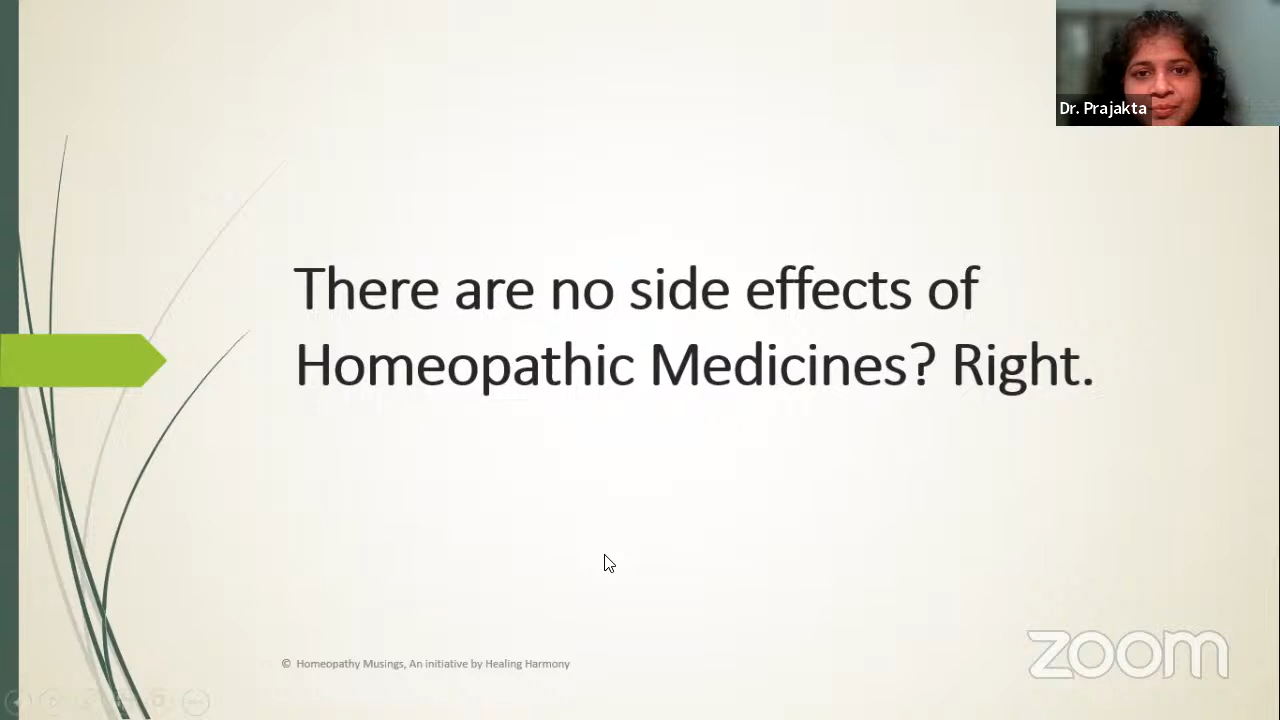 Dr. Prajakta
There are no side effects of
Homeopathic Medicines? Right.
© Homeopathy Musings, An initiative by Healing Harmony
zoom